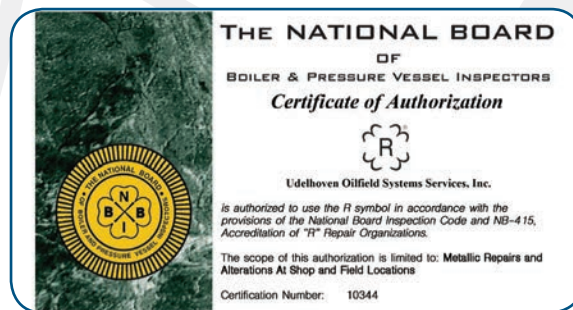 THE NATIONAL BOARD
OF
BOILER & PRESSURE VESSEL INSPECTORS
Certificate of Authorization
R
®
Udelhoven Oilfield Systems Services, Inc.
is authorized to use the R symbol in accordance with the
provisions of the National Board Inspection Code and NB-415,
Accreditation of "R" Repair Organizations.
The scope of this authorization is limited to: Metallic Repairs and
Alterations At Shop and Field Locations
Certification Number: 10344
• THE NATIONAL BOARD •
OF BOILER AND PRESSURE VESSEL INSPECTORS
N
B B
I